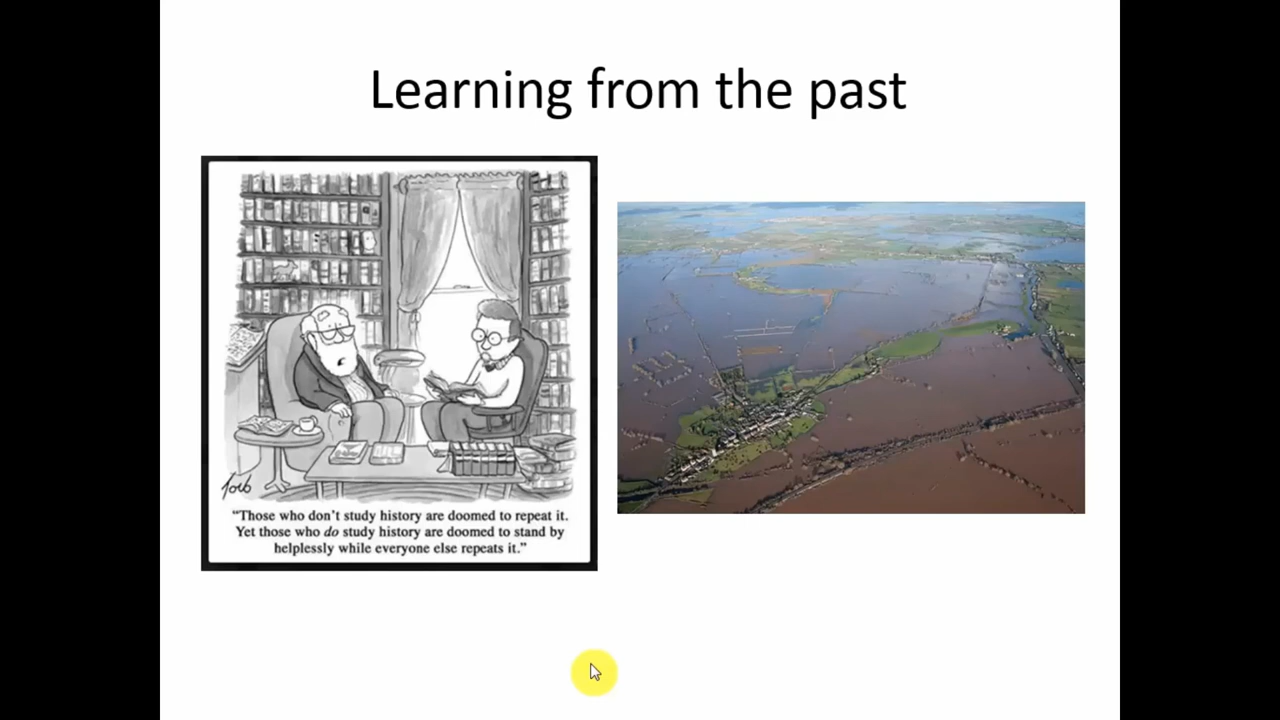 Learning from the past
Toro
“Those who don’t study history are doomed to repeat it.
Yet those who do study history are doomed to stand by
helplessly while everyone else repeats it.”